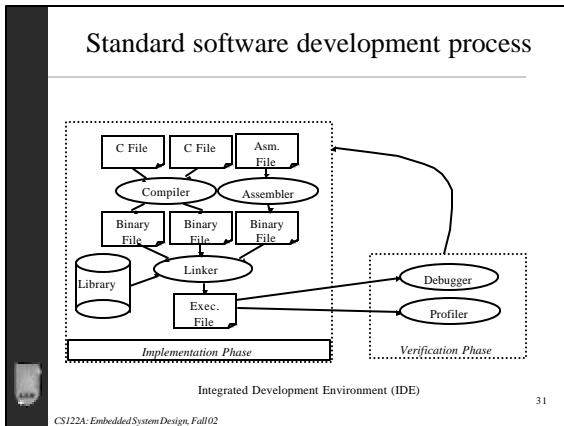 Standard software development process
C File
C File
Asm.
File
Compiler
Assembler
Binary
File
Binary
File
Binary
File
Library
Linker
Exec.
File
Debugger
Profiler
Implementation Phase
Verification Phase
Integrated Development Environment (IDE)
31
CS122A: Embedded System Design, Fall 02